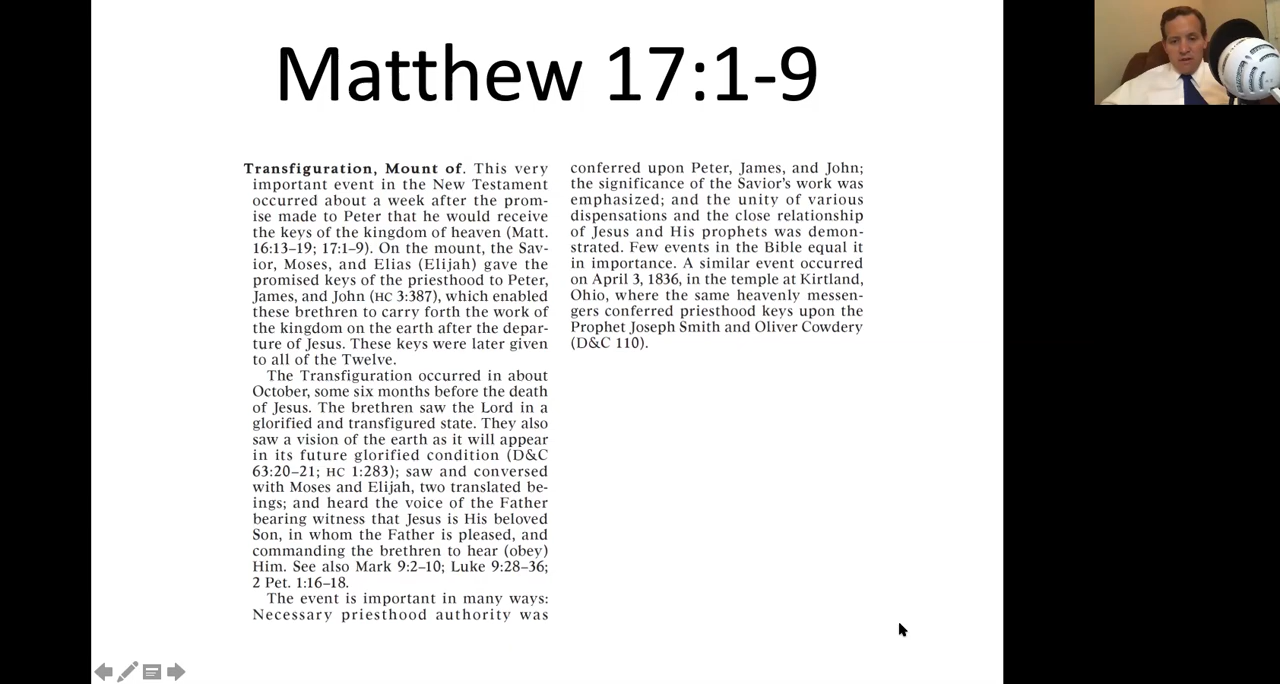 Matthew 17:1-9
Transfiguration, Mount of. This very
important event in the New Testament
occurred about a week after the prom-
ise made to Peter that he would receive
the keys of the kingdom of heaven (Matt.
16:13–19; 17:1–9). On the mount, the Sav-
ior, Moses, and Elias (Elijah) gave the
promised keys of the priesthood to Peter,
James, and John (HC 3:387), which enabled
these brethren to carry forth the work of
the kingdom on the earth after the depar-
ture of Jesus. These keys were later given
to all of the Twelve.
The Transfiguration occurred in about
October, some six months before the death
of Jesus. The brethren saw the Lord in a
glorified and transfigured state. They also
saw a vision of the earth as it will appear
in its future glorified condition (D&C
63:20–21; HC 1:283); saw and conversed
with Moses and Elijah, two translated be-
ings; and heard the voice of the Father
bearing witness that Jesus is His beloved
Son, in whom the Father is pleased, and
commanding the brethren to hear (obey)
Him. See also Mark 9:2–10; Luke 9:28–36;
2 Pet. 1:16–18.
The event is important in many ways:
Necessary priesthood authority was
conferred upon Peter, James, and John;
the significance of the Savior's work was
emphasized; and the unity of various
dispensations and the close relationship
of Jesus and His prophets was demon-
strated. Few events in the Bible equal it
in importance. A similar event occurred
on April 3, 1836, in the temple at Kirtland,
Ohio, where the same heavenly messen-
gers conferred priesthood keys upon the
Prophet Joseph Smith and Oliver Cowdery
(D&C 110).